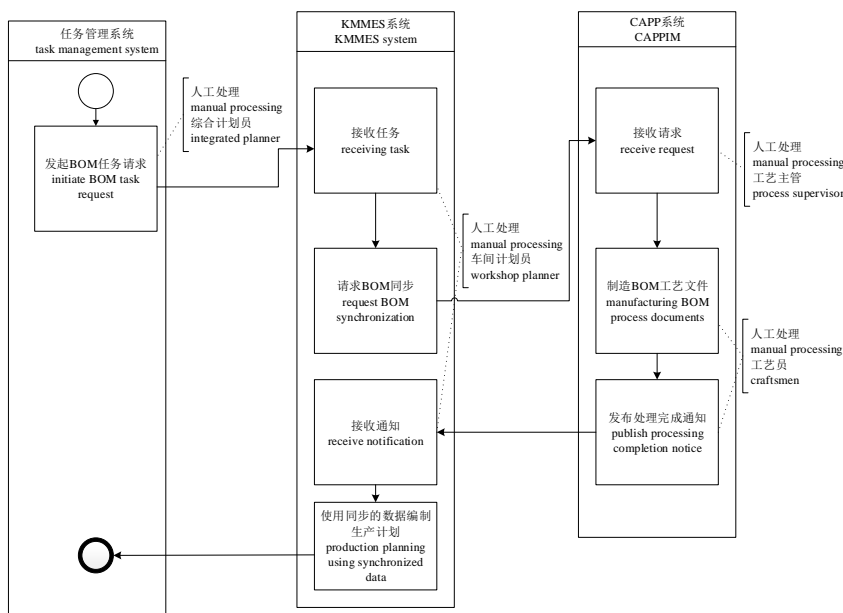 任务管理系统
task management system
KMMES系统
KMMES system
CAPP系统
CAPPIM
人工处理
manual processing
综合计划员
integrated planner
发起BOM任务请求
initiate BOM task
request
接收任务
receiving task
接收请求
receive request
人工处理
manual processing
工艺主管
process supervisor
人工处理
manual processing
车间计划员
workshop planner
请求BOM同步
request BOM
synchronization
制造BOM工艺文件
manufacturing BOM
process documents
人工处理
manual processing
工艺员
craftsmen
接收通知
receive notification
发布处理完成通知
publish processing
completion notice
使用同步的数据编制
生产计划
production planning
using synchronized
data